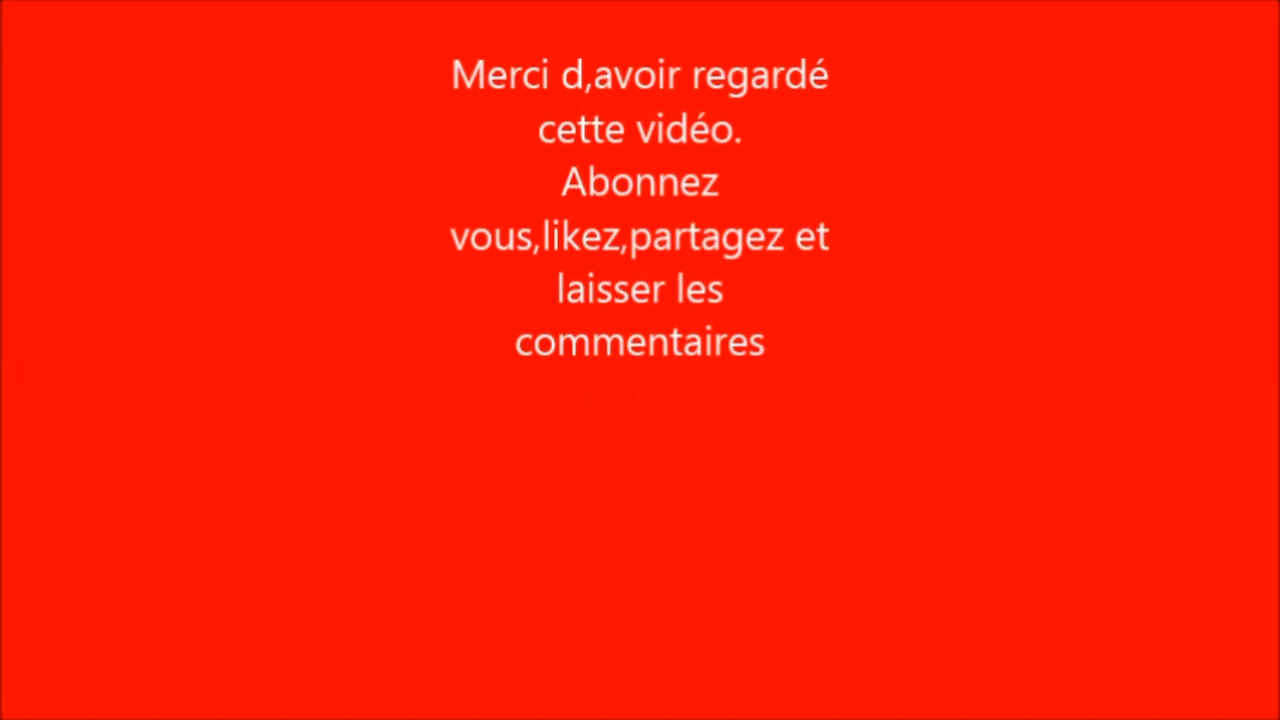 Merci d,avoir regardé
cette vidéo.
Abonnez
vous,likez,partagez et
laisser les
commentaires